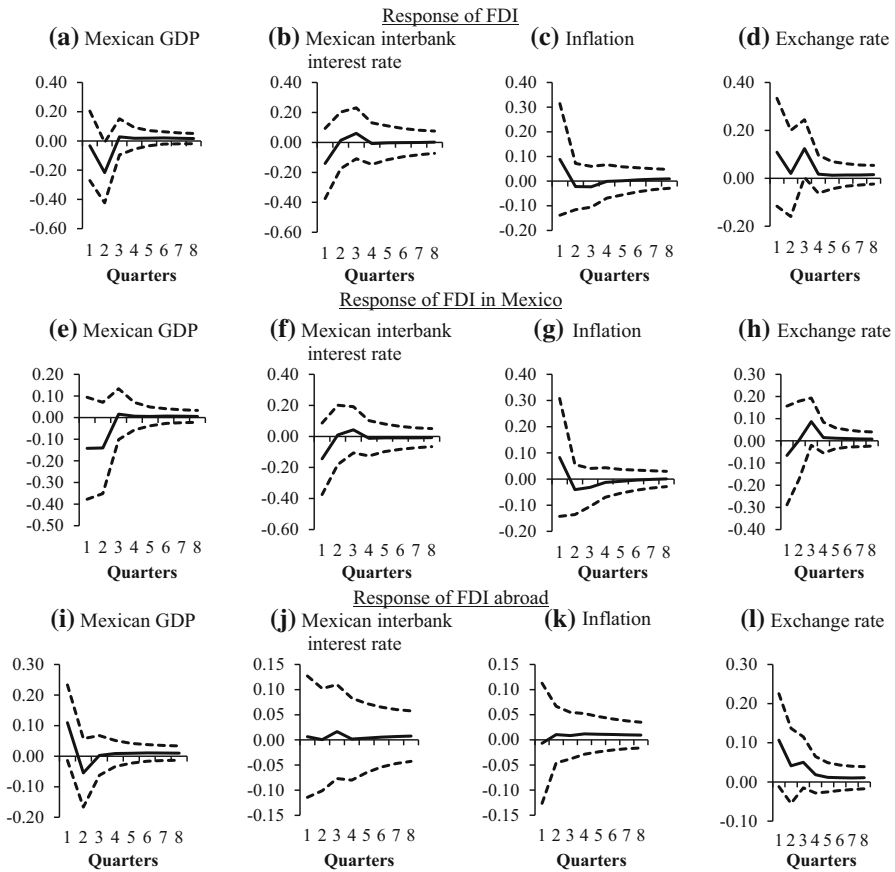 Response of FDI
(a) Mexican GDP
(b) Mexican interbank
interest rate
(c) Inflation
(d) Exchange rate
0.40
0.20
0.00
-0.20
-0.40
-0.60
1 2 3 4 5 6 7 8
Quarters
0.40
0.20
0.00
-0.20
-0.40
-0.60
1 2 3 4 5 6 7 8
Quarters
0.40
0.30
0.20
0.10
0.00
-0.10
-0.20
1 2 3 4 5 6 7 8
Quarters
0.40
0.20
0.00
-0.20
1 2 3 4 5 6 7 8
Quarters
Response of FDI in Mexico
(e) Mexican GDP
(f) Mexican interbank
interest rate
(g) Inflation
(h) Exchange rate
0.20
0.10
0.00
-0.10
-0.20
-0.30
-0.40
-0.50
1 2 3 4 5 6 7 8
Quarters
0.40
0.20
0.00
-0.20
-0.40
-0.60
1 2 3 4 5 6 7 8
Quarters
0.40
0.30
0.20
0.10
0.00
-0.10
-0.20
1 2 3 4 5 6 7 8
Quarters
0.30
0.20
0.10
0.00
-0.10
-0.20
-0.30
-0.40
1 2 3 4 5 6 7 8
Quarters
Response of FDI abroad
(i) Mexican GDP
(j) Mexican interbank
interest rate
(k) Inflation
(l) Exchange rate
0.30
0.20
0.10
0.00
-0.10
-0.20
1 2 3 4 5 6 7 8
Quarters
0.15
0.10
0.05
0.00
-0.05
-0.10
-0.15
1 2 3 4 5 6 7 8
Quarters
0.15
0.10
0.05
0.00
-0.05
-0.10
-0.15
1 2 3 4 5 6 7 8
Quarters
0.30
0.20
0.10
0.00
-0.10
1 2 3 4 5 6 7 8
Quarters